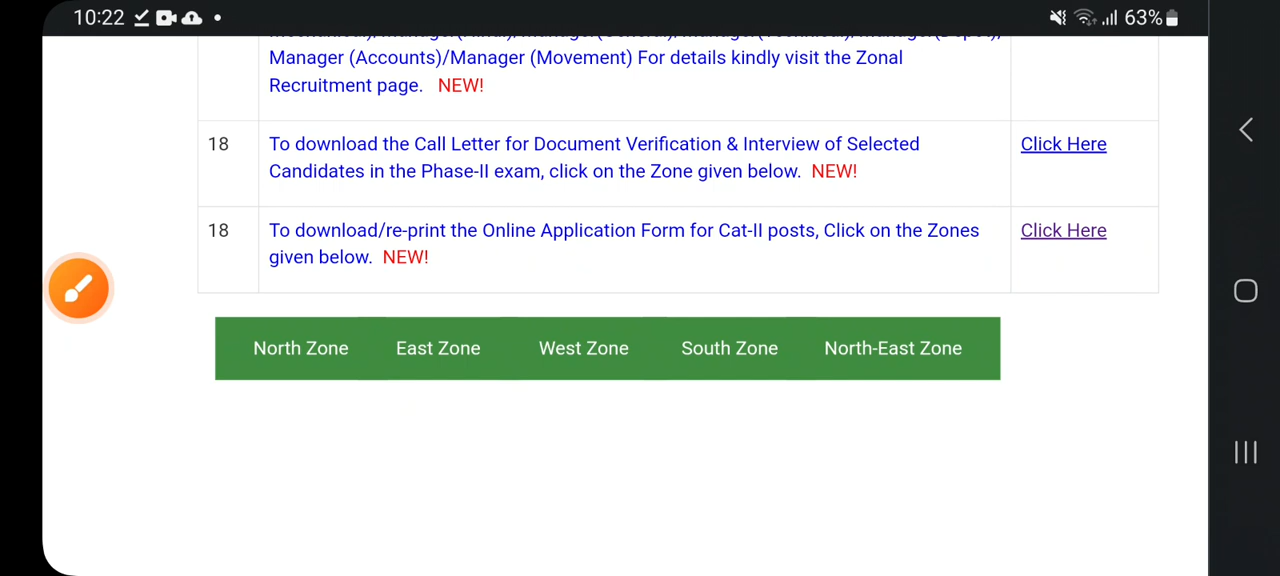 10:22
63%
Manager (Accounts)/Manager (Movement) For details kindly visit the Zonal
Recruitment page. NEW!
18 To download the Call Letter for Document Verification & Interview of Selected Click Here
Candidates in the Phase-II exam, click on the Zone given below. NEW!
18 To download/re-print the Online Application Form for Cat-II posts, Click on the Zones Click Here
given below. NEW!
North Zone East Zone West Zone South Zone North-East Zone